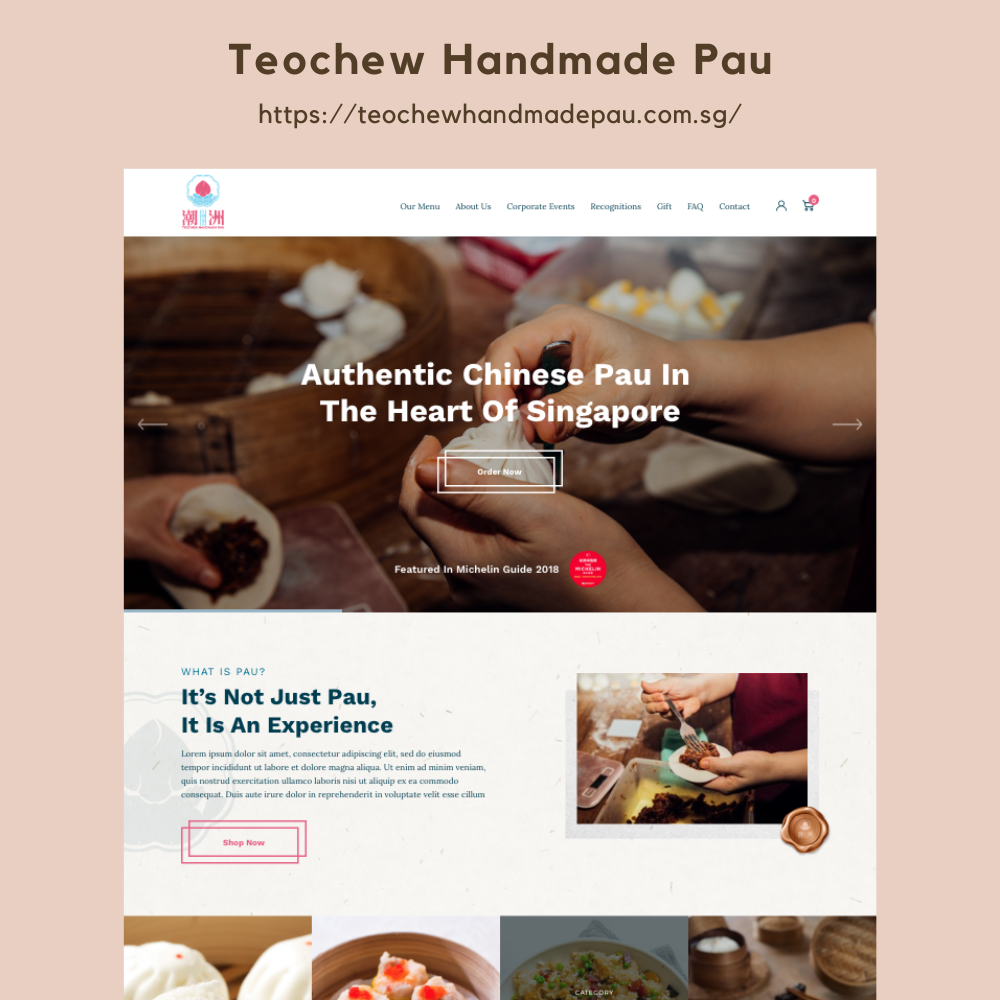 Teochew Handmade Pau
https://teochewhandmadepau.com.sg/
潮洲
TEOCHEW HANDMADE PAU
Our Menu About Us Corporate Events Recognitions Gift FAQ Contact 0
Authentic Chinese Pau In
The Heart Of Singapore
Order Now
Featured In Michelin Guide 2018
MICHELIN
WHAT IS PAU?
It’s Not Just Pau,
It Is An Experience
Lorem ipsum dolor sit amet, consectetur adipiscing elit, sed do eiusmod
tempor incididunt ut labore et dolore magna aliqua. Ut enim ad minim veniam,
quis nostrud exercitation ullamco laboris nisi ut aliquip ex ea commodo
consequat. Duis aute irure dolor in reprehenderit in voluptate velit esse cillum
Shop Now
CATEGORY